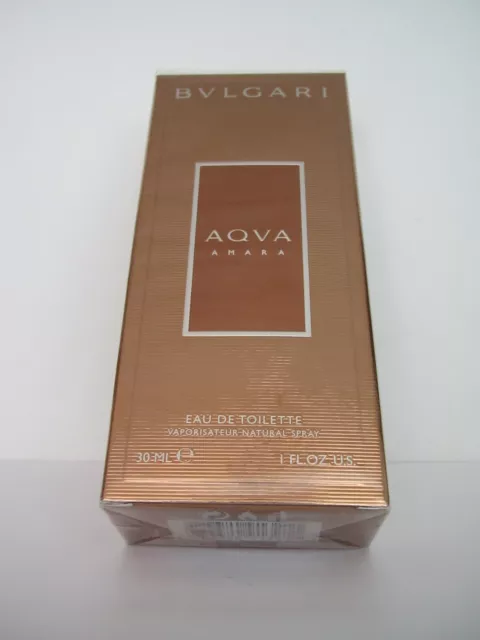 BVLGARI
AQVA
AMARA
EAU DE TOILETTE
VAPORISATEUR NATURAL SPRAY
30 ML ℮ 1 FL.OZ U.S.